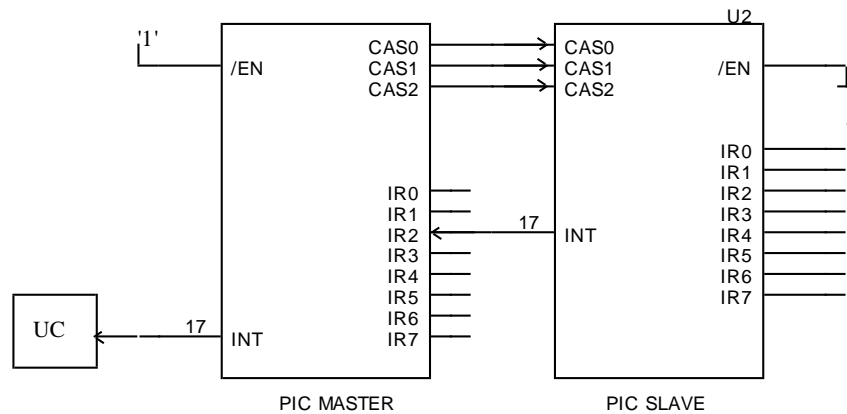 U2
'1'
/EN
CAS0
CAS1
CAS2
IR0
IR1
IR2
IR3
IR4
IR5
IR6
IR7
17
INT
UC
PIC MASTER
CAS0
CAS1
CAS2
/EN
IR0
IR1
IR2
IR3
IR4
IR5
IR6
IR7
17
INT
PIC SLAVE